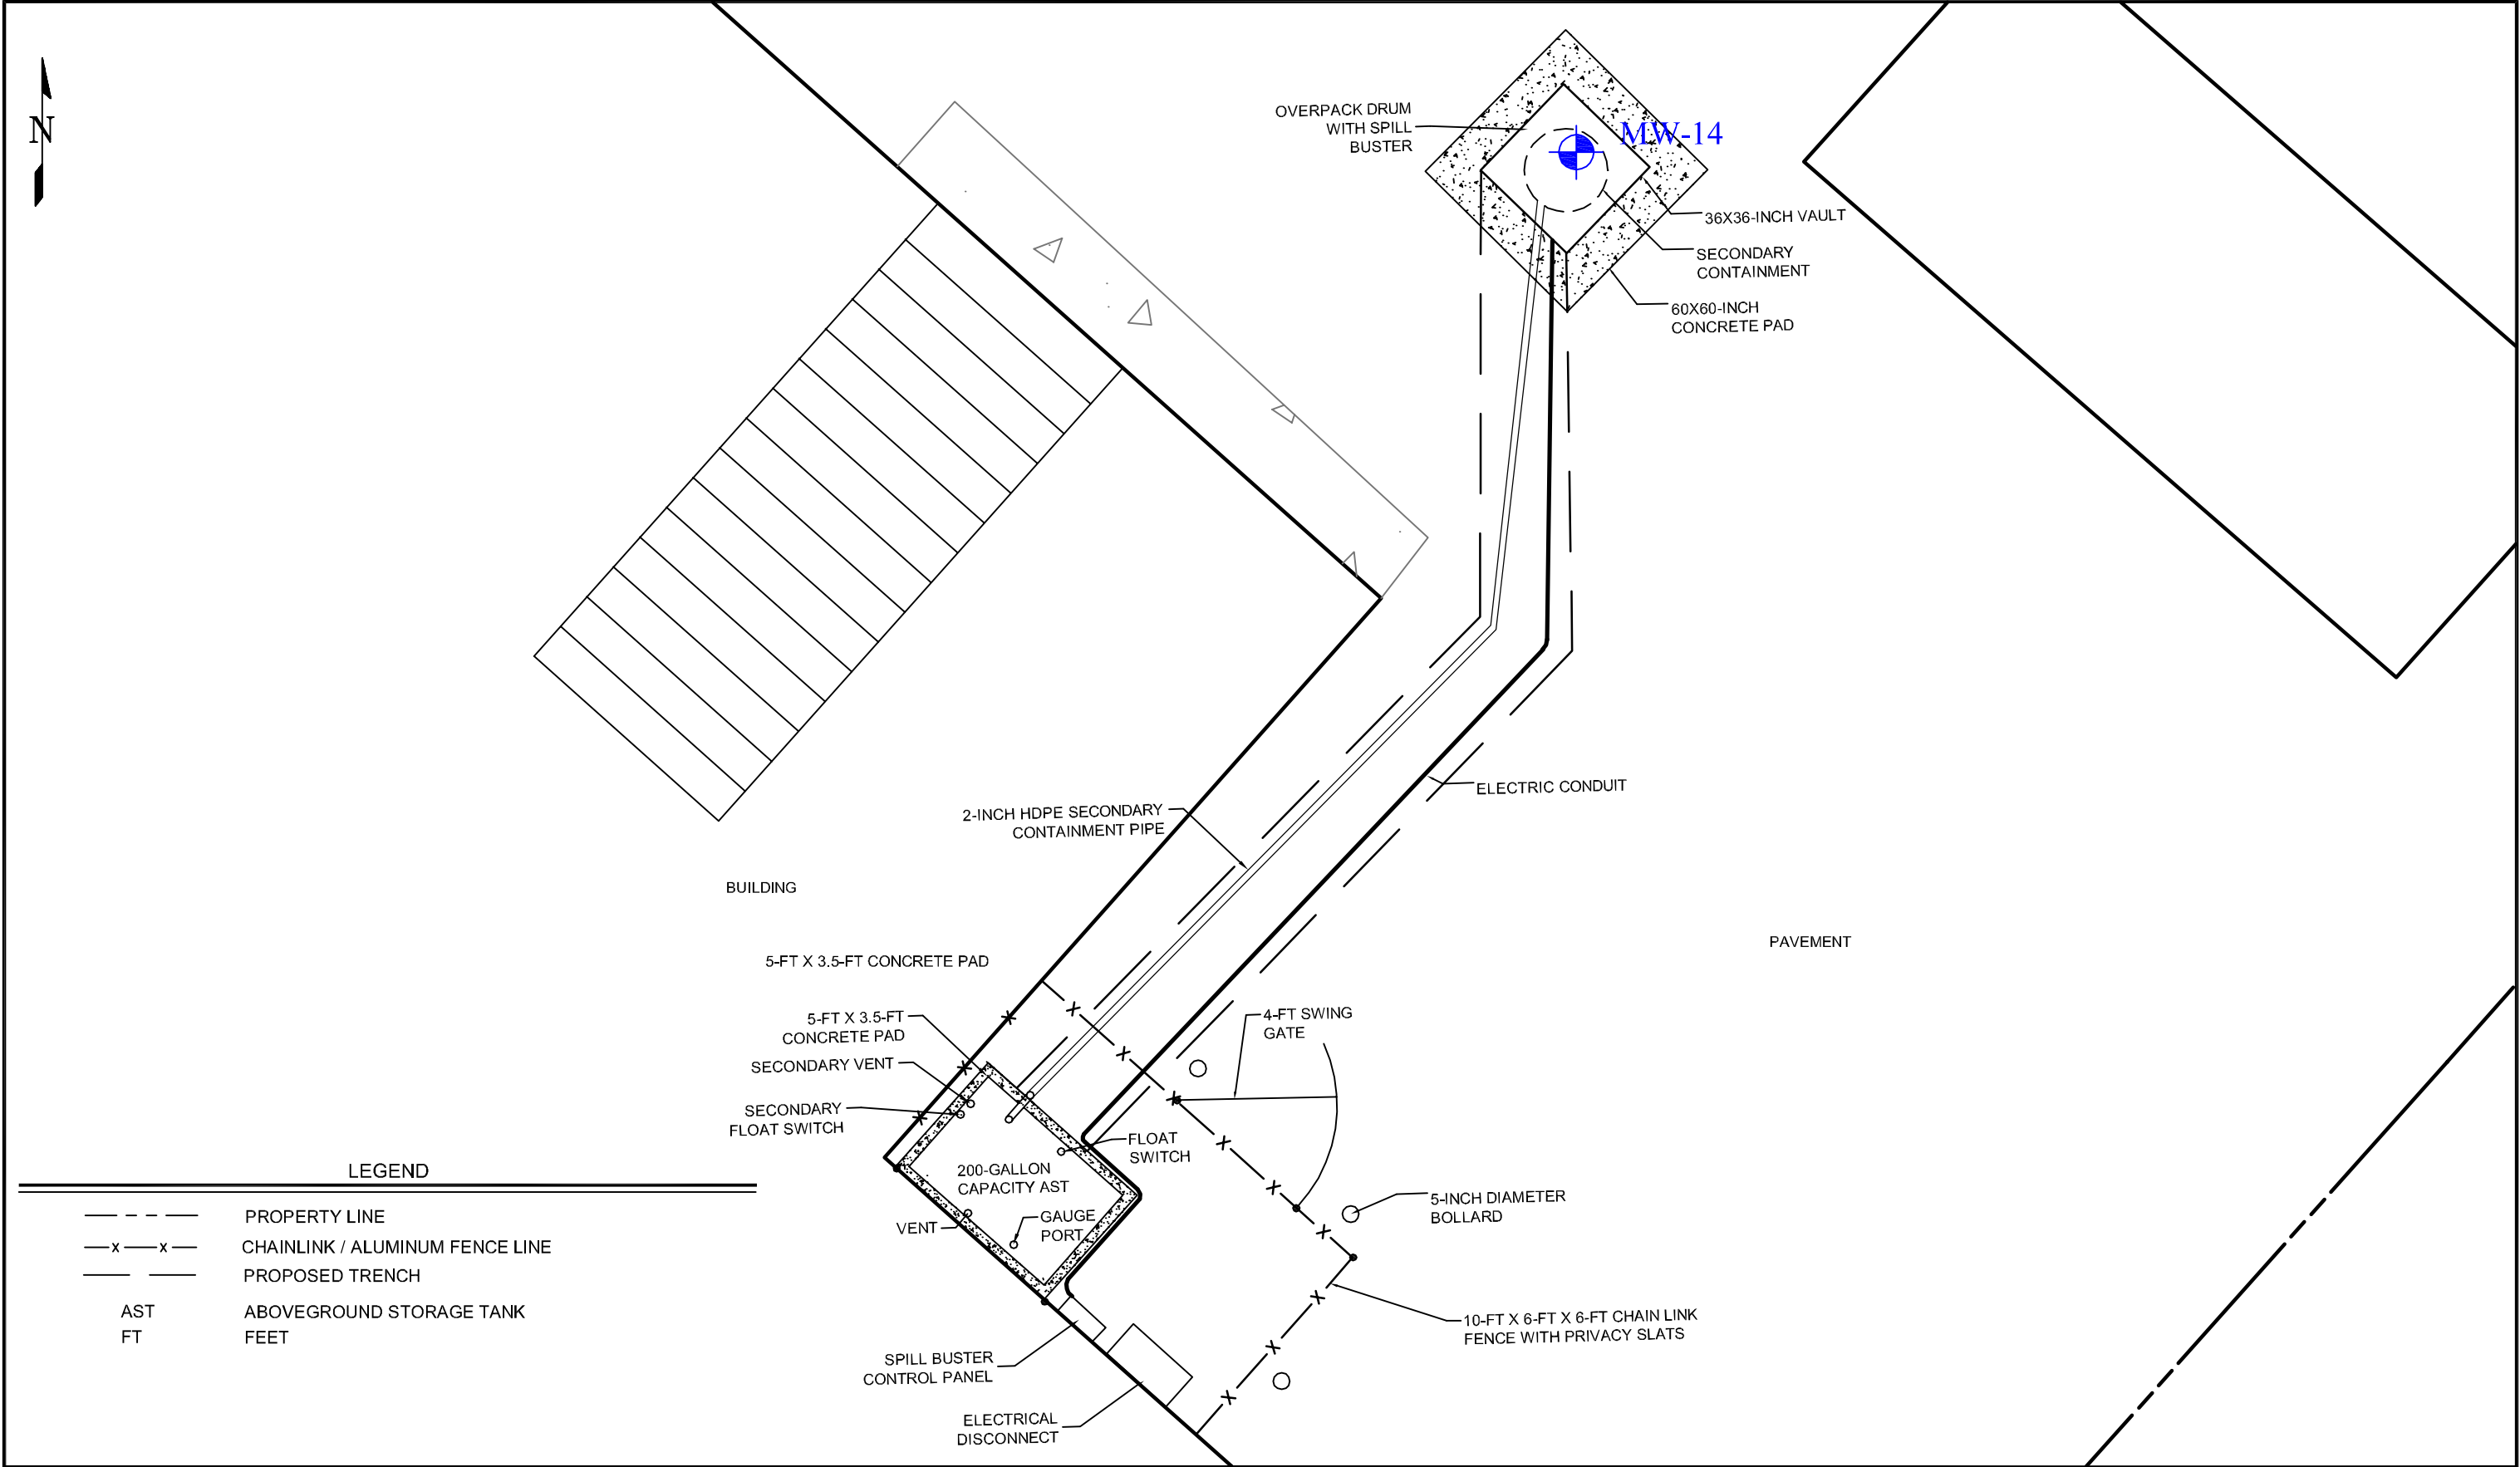 N
OVERPACK DRUM
WITH SPILL
BUSTER
MW-14
36X36-INCH VAULT
SECONDARY
CONTAINMENT
60X60-INCH
CONCRETE PAD
ELECTRIC CONDUIT
2-INCH HDPE SECONDARY
CONTAINMENT PIPE
BUILDING
PAVEMENT
5-FT X 3.5-FT CONCRETE PAD
5-FT X 3.5-FT
CONCRETE PAD
SECONDARY VENT
SECONDARY
FLOAT SWITCH
4-FT SWING
GATE
FLOAT
SWITCH
200-GALLON
CAPACITY AST
VENT
GAUGE
PORT
5-INCH DIAMETER
BOLLARD
10-FT X 6-FT X 6-FT CHAIN LINK
FENCE WITH PRIVACY SLATS
SPILL BUSTER
CONTROL PANEL
ELECTRICAL
DISCONNECT
LEGEND
PROPERTY LINE
CHAINLINK / ALUMINUM FENCE LINE
PROPOSED TRENCH
AST ABOVEGROUND STORAGE TANK
FT FEET